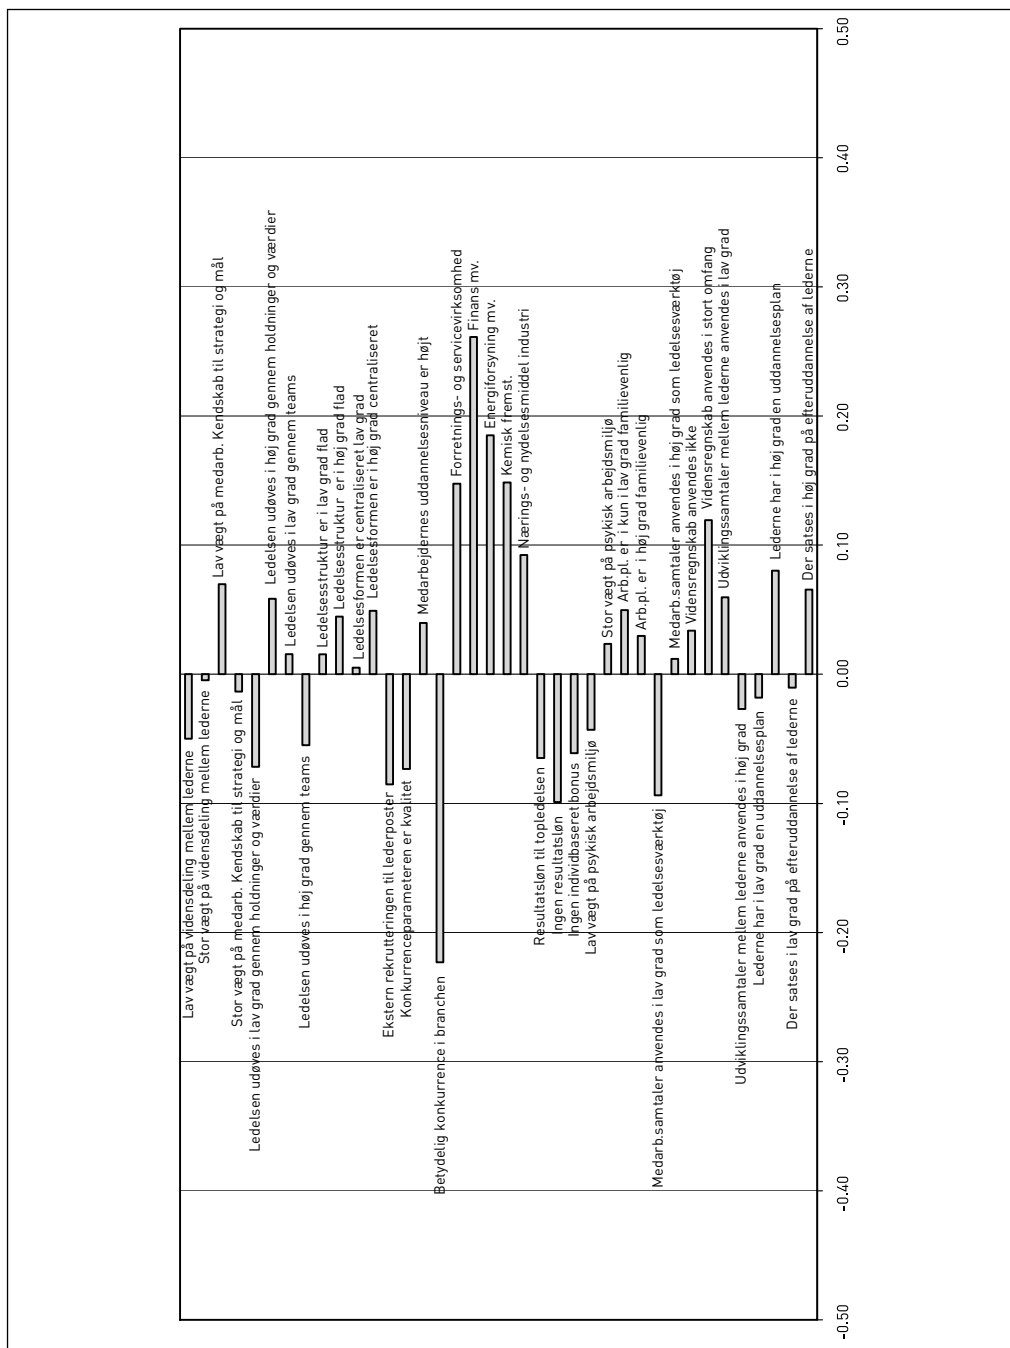 Lav vægt på vidensdeling mellem lederne
Stor vægt på vidensdeling mellem lederne
Lav vægt på medarb. Kendskab til strategi og mål
Stor vægt på medarb. Kendskab til strategi og mål
Ledelsen udøves i lav grad gennem holdninger og værdier
Ledelsen udøves i høj grad gennem holdninger og værdier
Ledelsen udøves i lav grad gennem teams
Ledelsen udøves i høj grad gennem teams
Ledelsesstruktur er i lav grad flad
Ledelsesstruktur er i høj grad flad
Ledelsesformen er centraliseret lav grad
Ledelsesformen er i høj grad centraliseret
Ekstern rekrutteringen til lederposter
Konkurrenceparameteren er kvalitet
Medarbejdernes uddannelsesniveau er højt
Betydelig konkurrence i branchen
Forretnings- og servicevirksomhed
Finans mv.
Energiforsyning mv.
Kemisk fremst.
Nærings- og nydelsesmiddel industri
Resultatsløn til topledelsen
Ingen resultatsløn
Ingen individbaseret bonus
Lav vægt på psykisk arbejdsmiljø
Stor vægt på psykisk arbejdsmiljø
Arb.pl. er i kun i lav grad familievenlig
Arb.pl. er i høj grad familievenlig
Medarb.samtaler anvendes i lav grad som ledelsesværktøj
Medarb.samtaler anvendes i høj grad som ledelsesværktøj
Vidensregnskab anvendes ikke
Vidensregnskab anvendes i stort omfang
Udviklingssamtaler mellem lederne anvendes i lav grad
Udviklingssamtaler mellem lederne anvendes i høj grad
Lederne har i lav grad en uddannelsesplan
Lederne har i høj grad en uddannelsesplan
Der satses i lav grad på efteruddannelse af lederne
Der satses i høj grad på efteruddannelse af lederne
-0.50
-0.40
-0.30
-0.20
-0.10
0.00
0.10
0.20
0.30
0.40
0.50